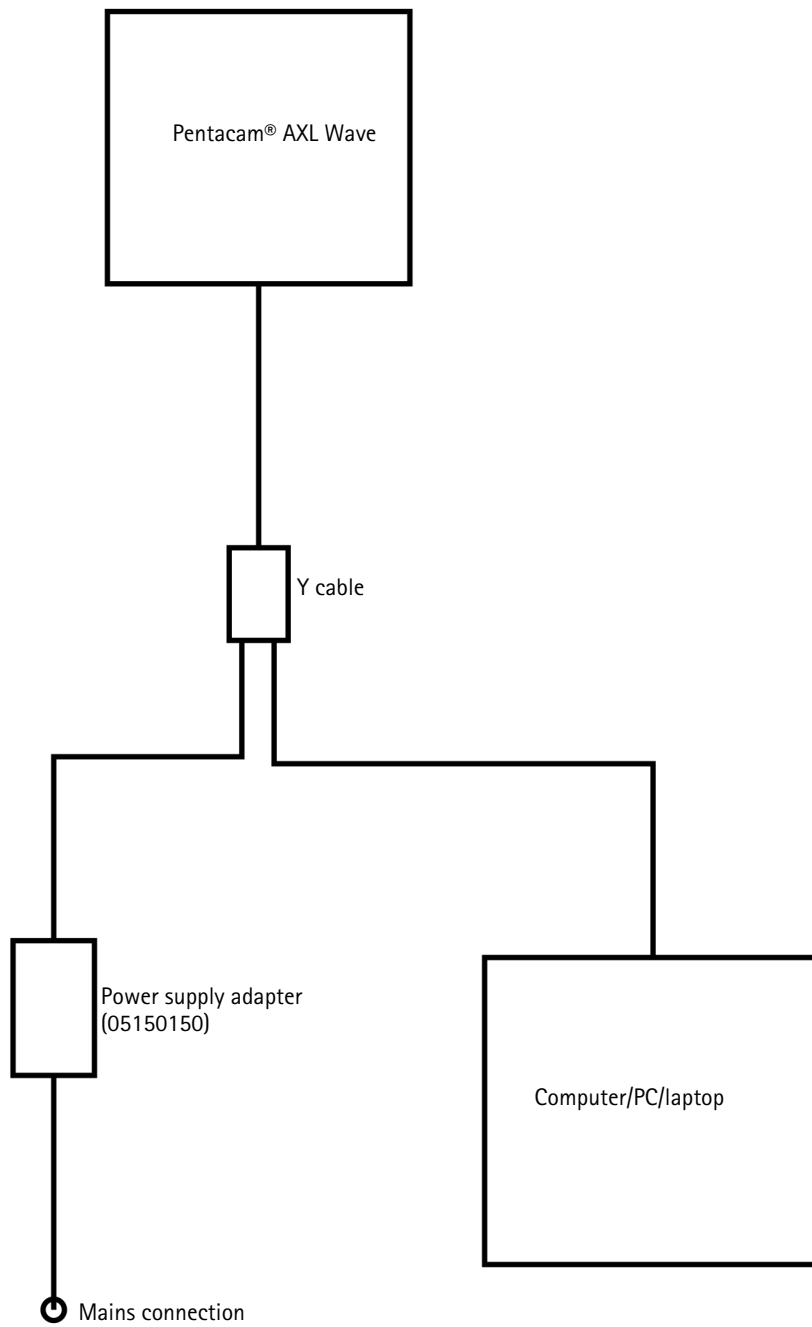 Pentacam® AXL Wave
Y cable
Power supply adapter
(05150150)
Computer/PC/laptop
Mains connection